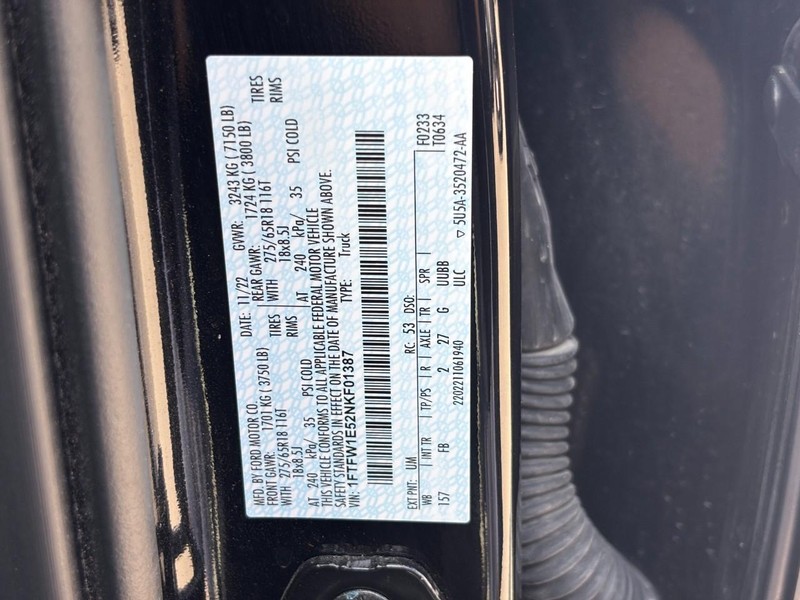 MFD. BY FORD MOTOR CO. DATE: 11/22 GVWR: 3243 KG ( 7150 LB)
FRONT GAWR: 1701 KG ( 3750 LB) REAR GAWR: 1724 KG ( 3800 LB)
WITH 275/65R18 116T TIRES WITH 275/65R18 116T TIRES
18x8.5J RIMS 18x8.5J RIMS
AT 240 kPa/ 35 PSI COLD AT 240 kPa/ 35 PSI COLD
THIS VEHICLE CONFORMS TO ALL APPLICABLE FEDERAL MOTOR VEHICLE
SAFETY STANDARDS IN EFFECT ON THE DATE OF MANUFACTURE SHOWN ABOVE.
VIN: 1FTFW1E52NKF01387 TYPE: Truck
EXT PNT: UM RC: 53 DSO: F0233
WB INT TR TP/PS R AXLE TR SPR T0634
157 FB 2 27 G UUBB
2202211061940 ULC ▽ 5U5A-3520472-AA